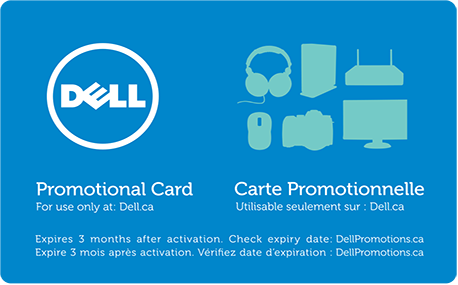 DELL
Promotional Card
For use only at: Dell.ca
Carte Promotionnelle
Utilisable seulement sur : Dell.ca
Expires 3 months after activation. Check expiry date: DellPromotions.ca
Expire 3 mois après activation. Vérifiez date d'expiration : DellPromotions.ca